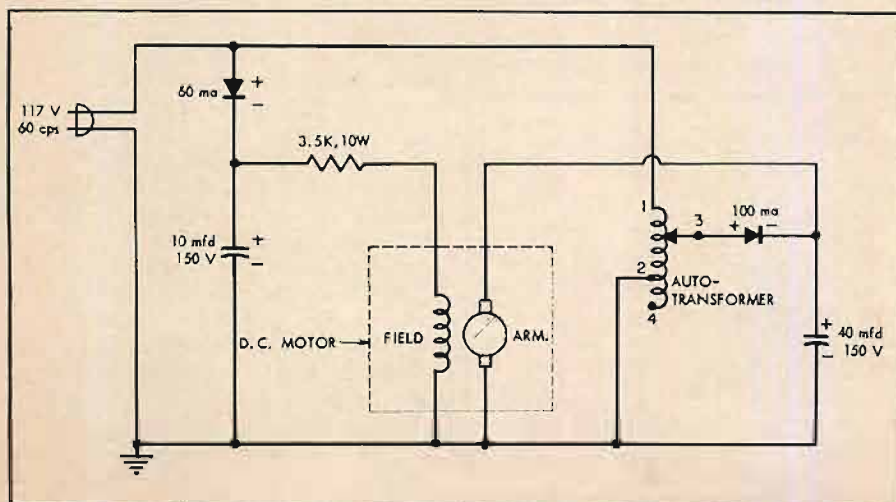 117 V
60 cps
60 ma
+
-
3.5K, 10W
10 mfd
150 V
+
-
D.C. MOTOR
FIELD
ARM.
1
2
3
4
100 ma
+
-
AUTO-
TRANSFORMER
+
-
40 mfd
150 V